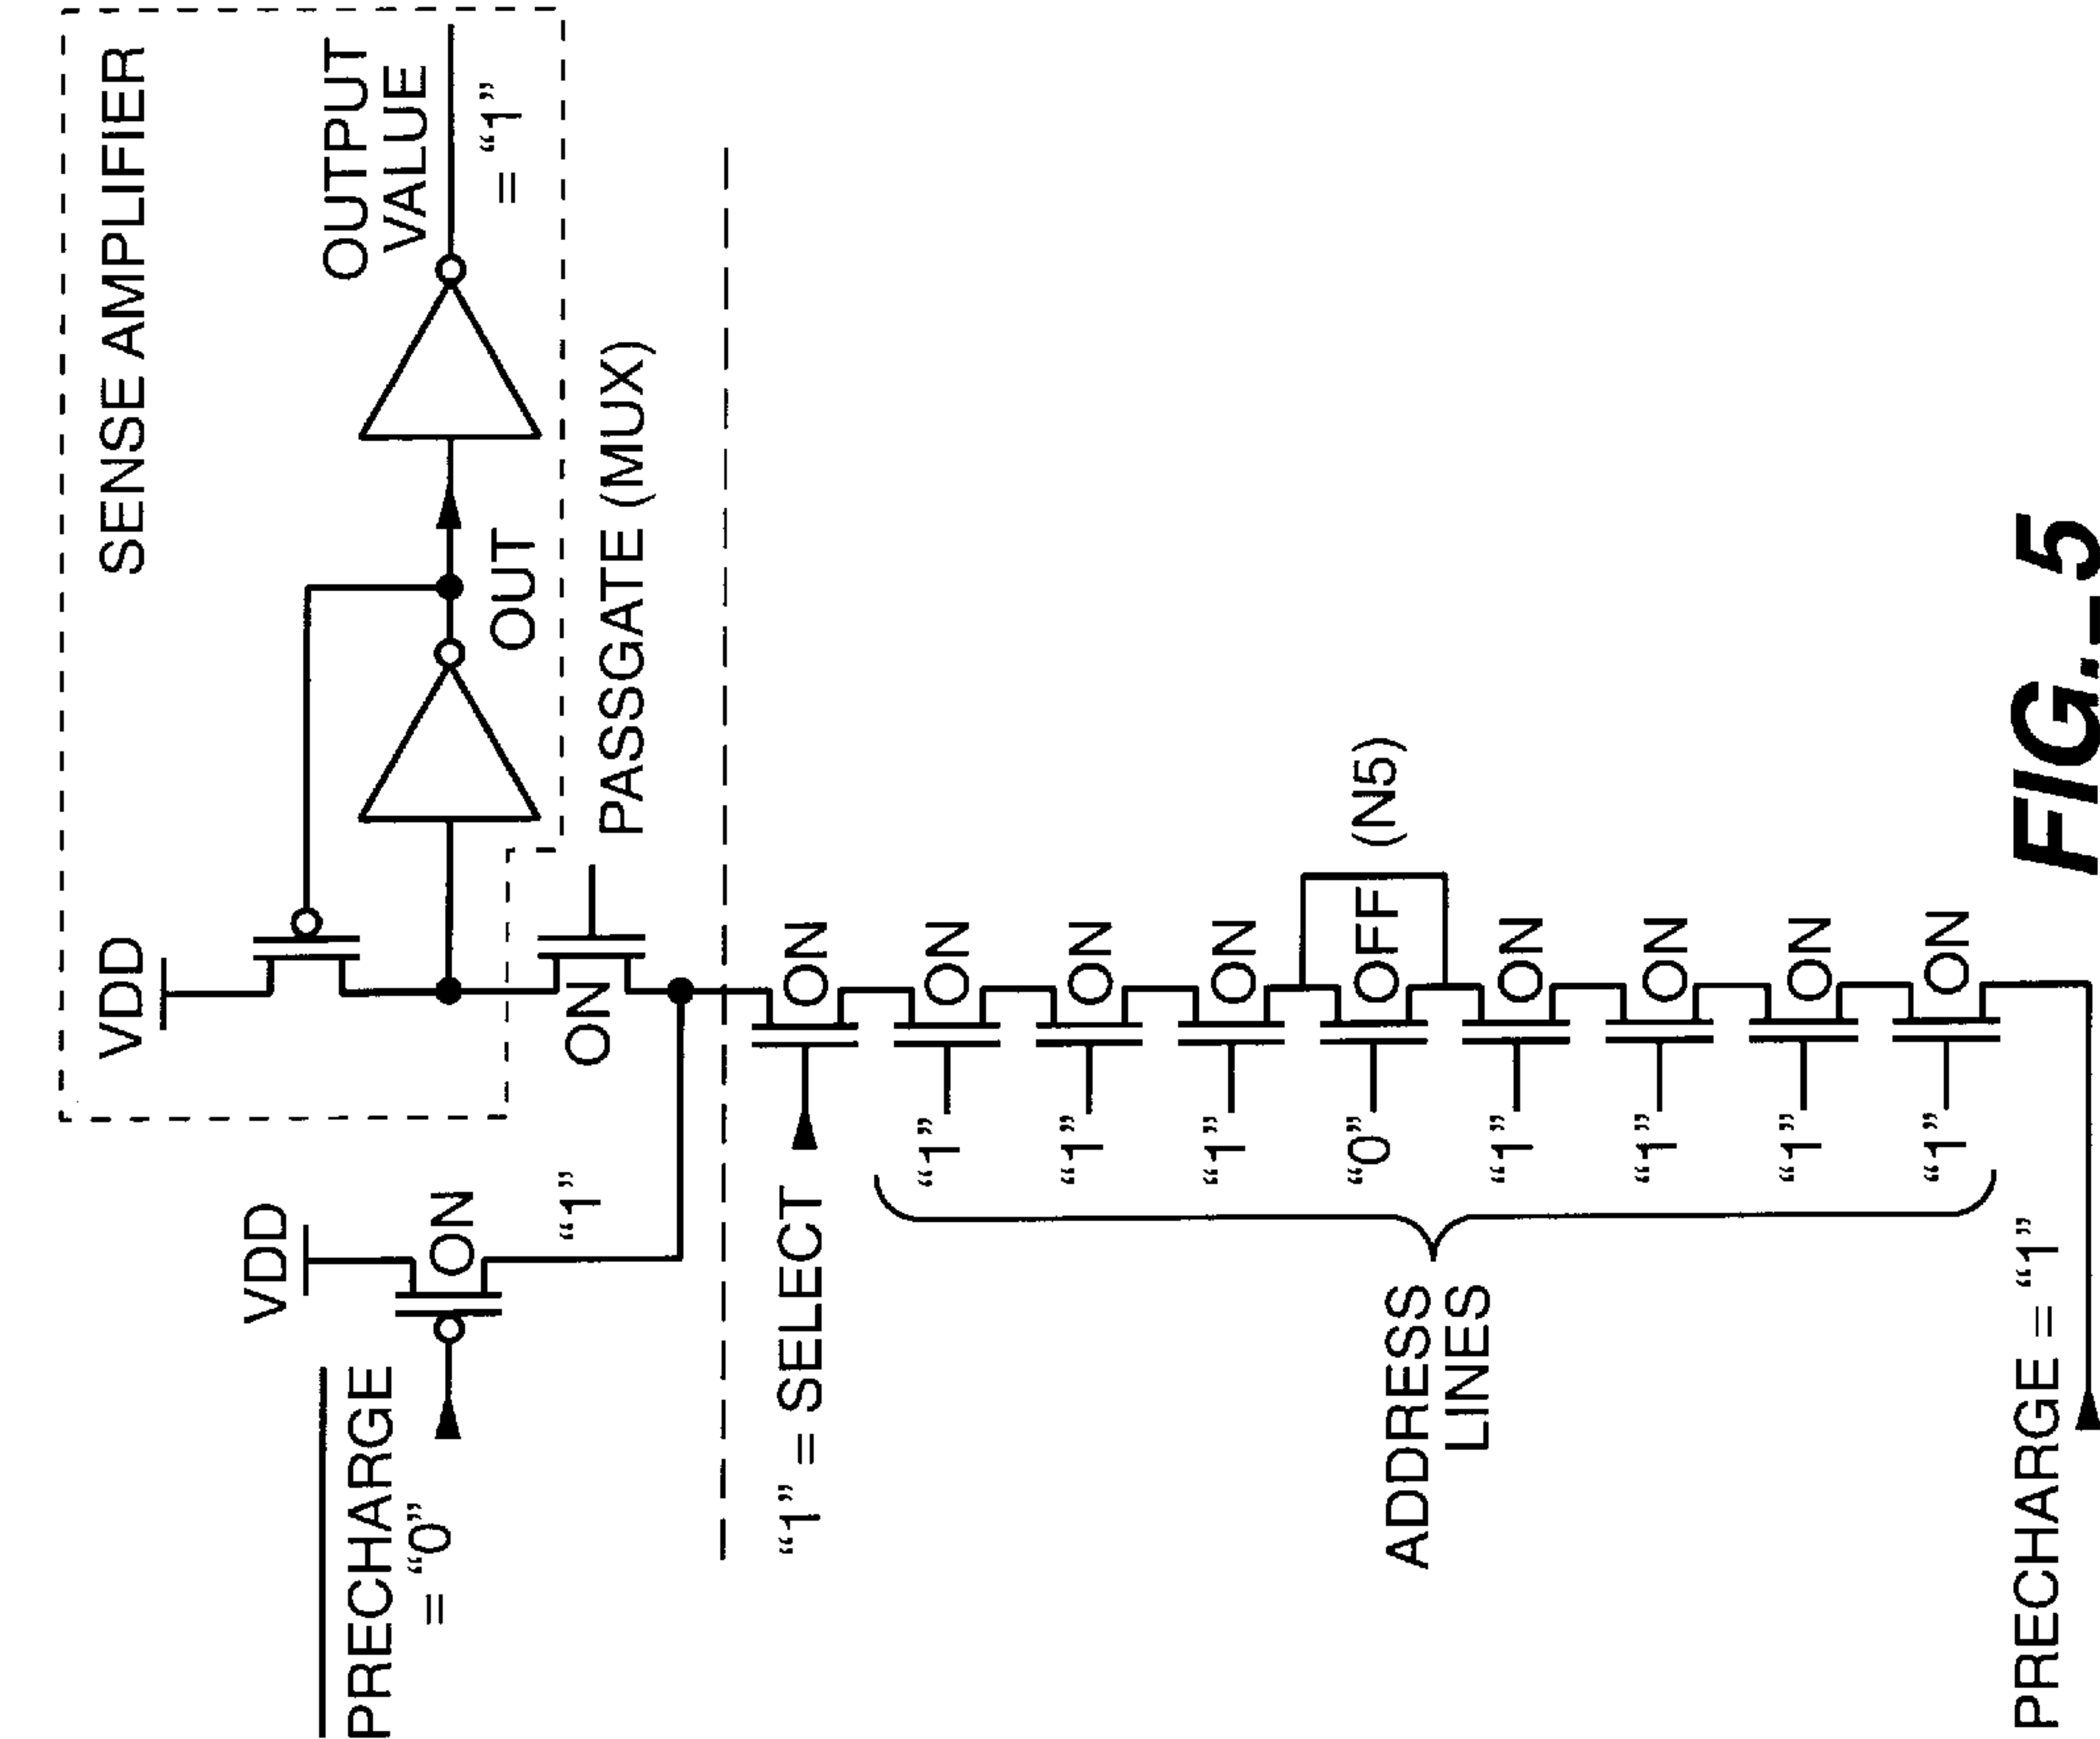 SENSE AMPLIFIER
VDD
OUTPUT
VALUE
= “1”
OUT
VDD
PRECHARGE
= “0”
ON
“1”
ON
PASSGATE (MUX)
“1” = SELECT
ON
“1”
ON
“1”
ON
“1”
ON
“0”
OFF
(N5)
“1”
ON
“1”
ON
“1”
ON
“1”
ON
ADDRESS
LINES
PRECHARGE = “1”
FIG._5